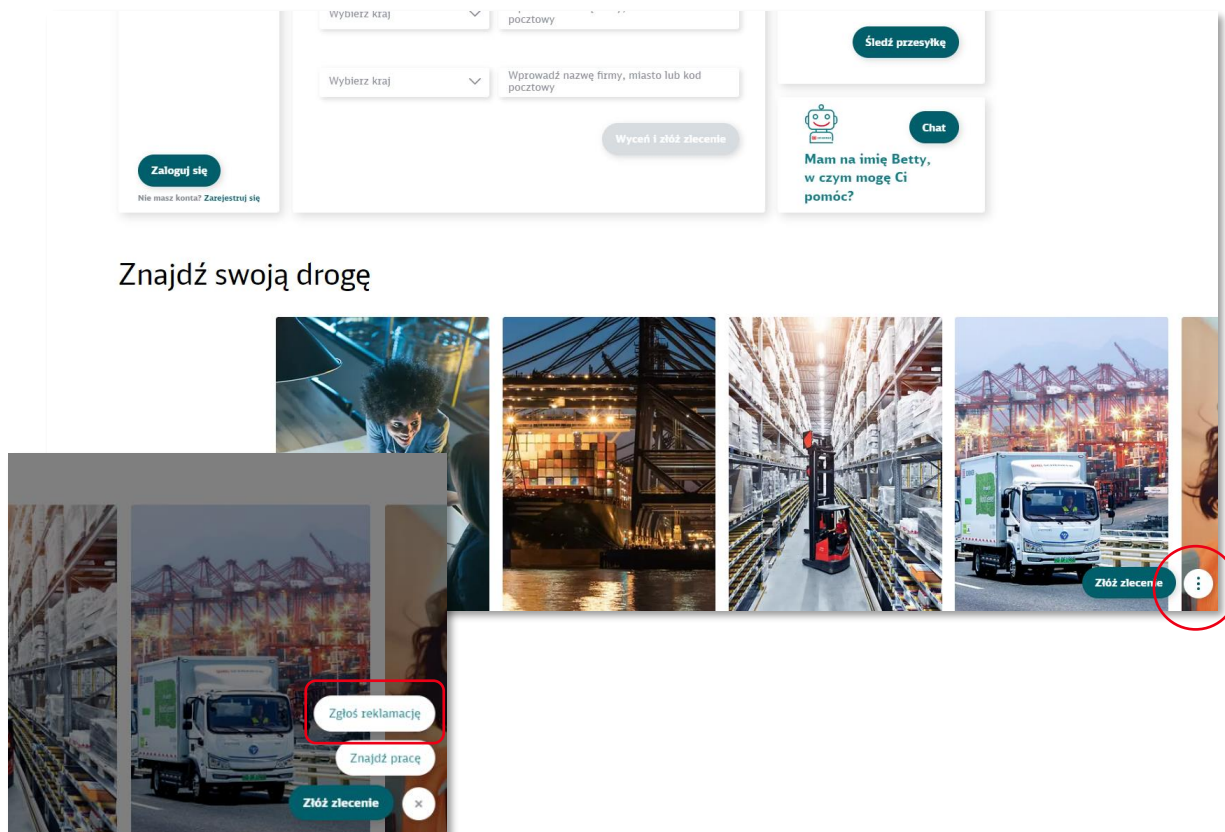 Wybierz kraj
pocztowy
Śledź przesyłkę
Wybierz kraj
Wprowadź nazwę firmy, miasto lub kod
pocztowy
Wyceń i złóż zlecenie
Chat
Mam na imię Betty,
w czym mogę Ci
pomóc?
Zaloguj się
Nie masz konta? Zarejestruj się
Znajdź swoją drogę
Złóż zlecenie
Zgłoś reklamację
Znajdź pracę
Złóż zlecenie